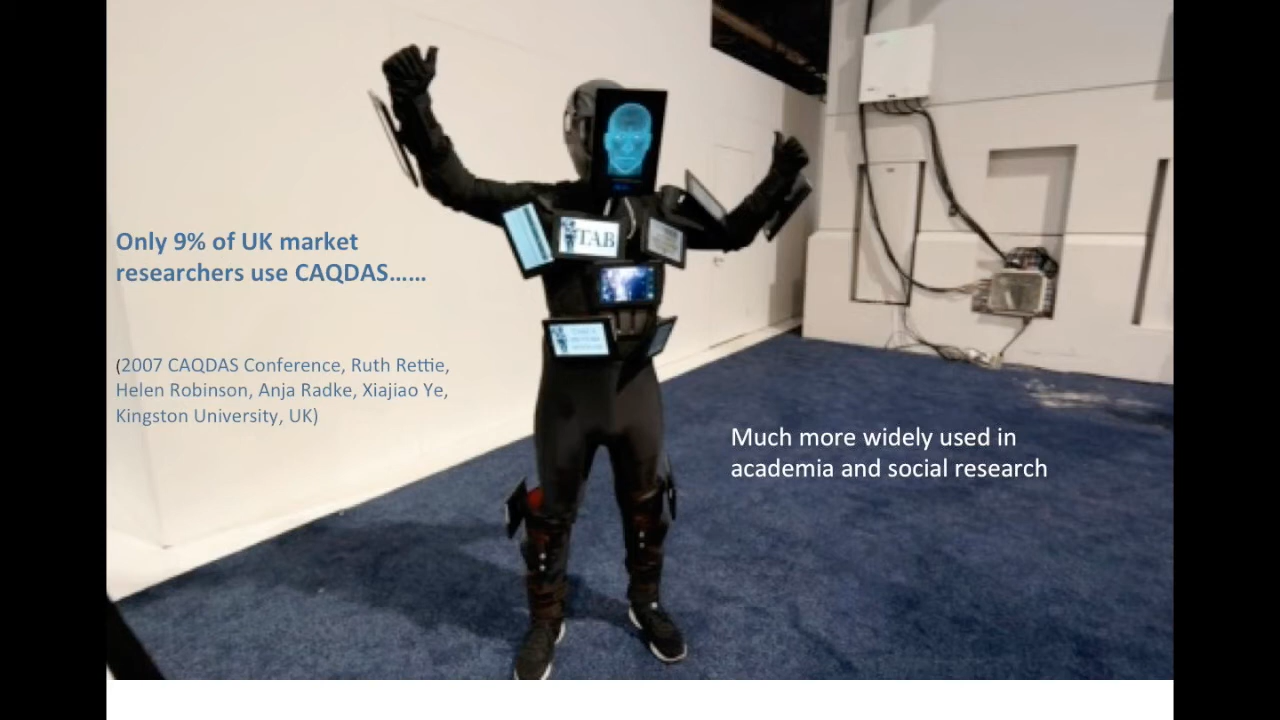 TAB
Only 9% of UK market
researchers use CAQDAS......
(2007 CAQDAS Conference, Ruth Rettie,
Helen Robinson, Anja Radke, Xiajiao Ye,
Kingston University, UK)
Much more widely used in
academia and social research